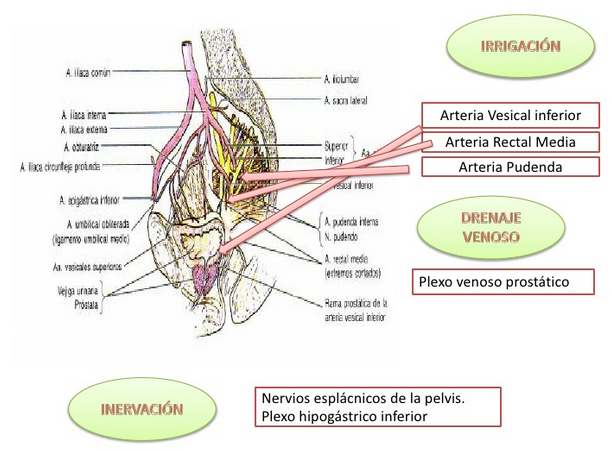 IRRIGACIÓN
A. ilíaca común
A. iliolumbar
A. sacra lateral
A. ilíaca interna
A. ilíaca externa
A. obturatriz
A. ilíaca circunfleja profunda
Superior
inferior
Aa.
vesical inferior
A. epigástrica inferior
A. umbilical obliterada
(ligamento umbilical medio)
Aa. vesicales superiores
Vejiga urinaria
Próstata
A. pudenda interna
N. pudendo
A. rectal media
(extremos cortados)
Rama prostática de la
arteria vesical inferior
Arteria Vesical inferior
Arteria Rectal Media
Arteria Pudenda
DRENAJE
VENOSO
Plexo venoso prostático
INERVACIÓN
Nervios esplácnicos de la pelvis.
Plexo hipogástrico inferior